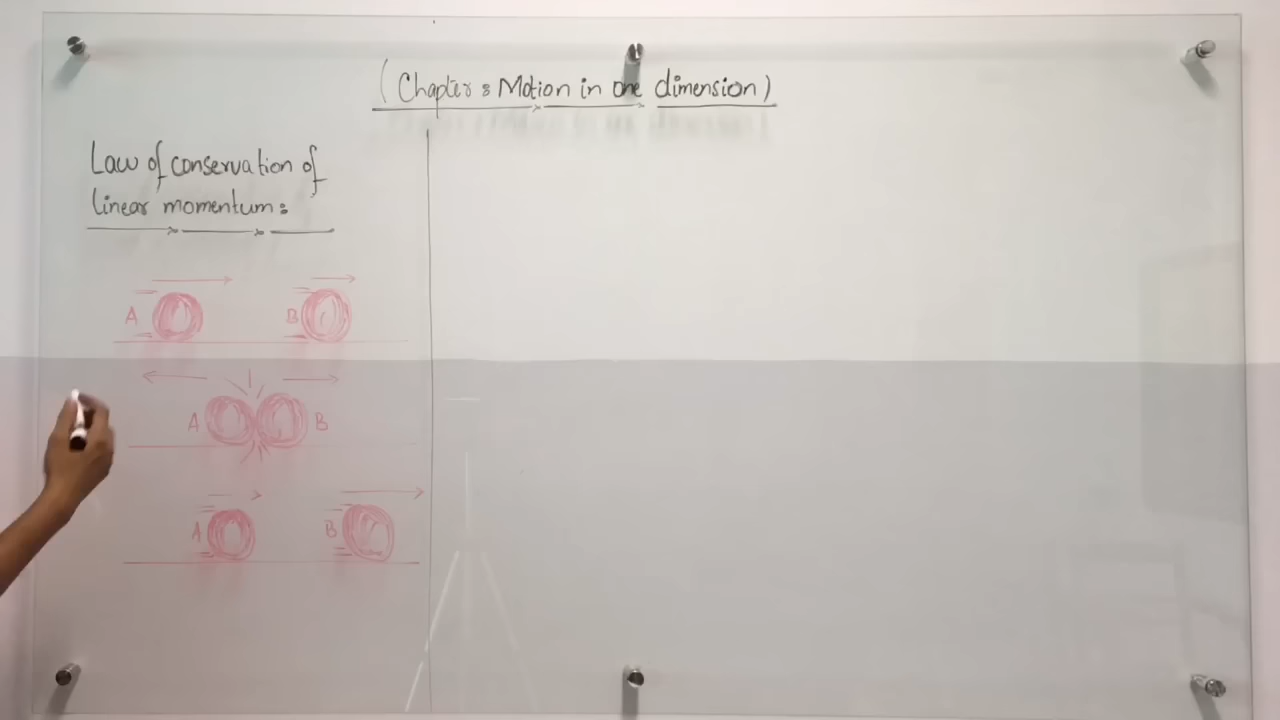 (Chapter : Motion in one dimension)
Law of conservation of
linear momentum:
A B
A B
A B